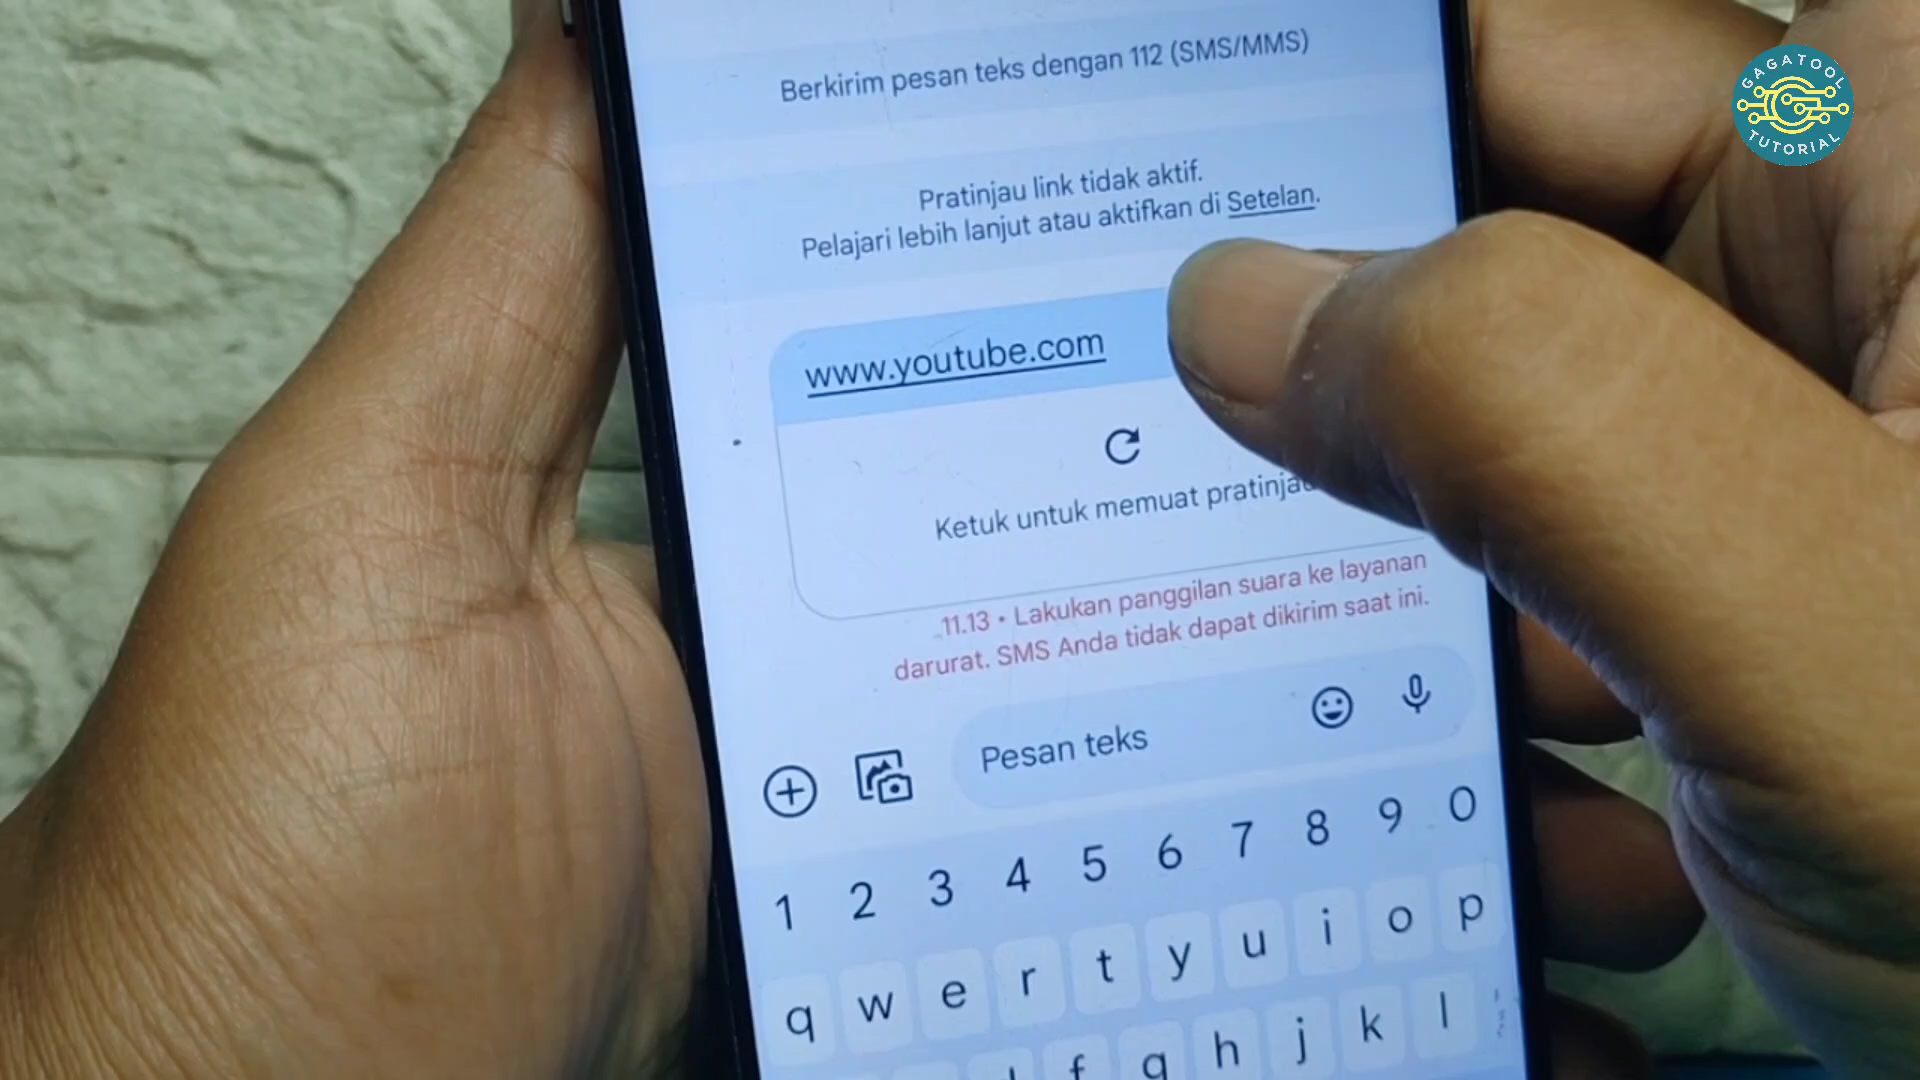 GAGATOOL
TUTORIAL
Berkirim pesan teks dengan 112 (SMS/MMS)
Pratinjau link tidak aktif.
Pelajari lebih lanjut atau aktifkan di Setelan.
www.youtube.com
Ketuk untuk memuat pratinjau
11.13 • Lakukan panggilan suara ke layanan
darurat. SMS Anda tidak dapat dikirim saat ini.
Pesan teks
1 2 3 4 5 6 7 8 9 0
q w e r t y u i o p
f g h j k l